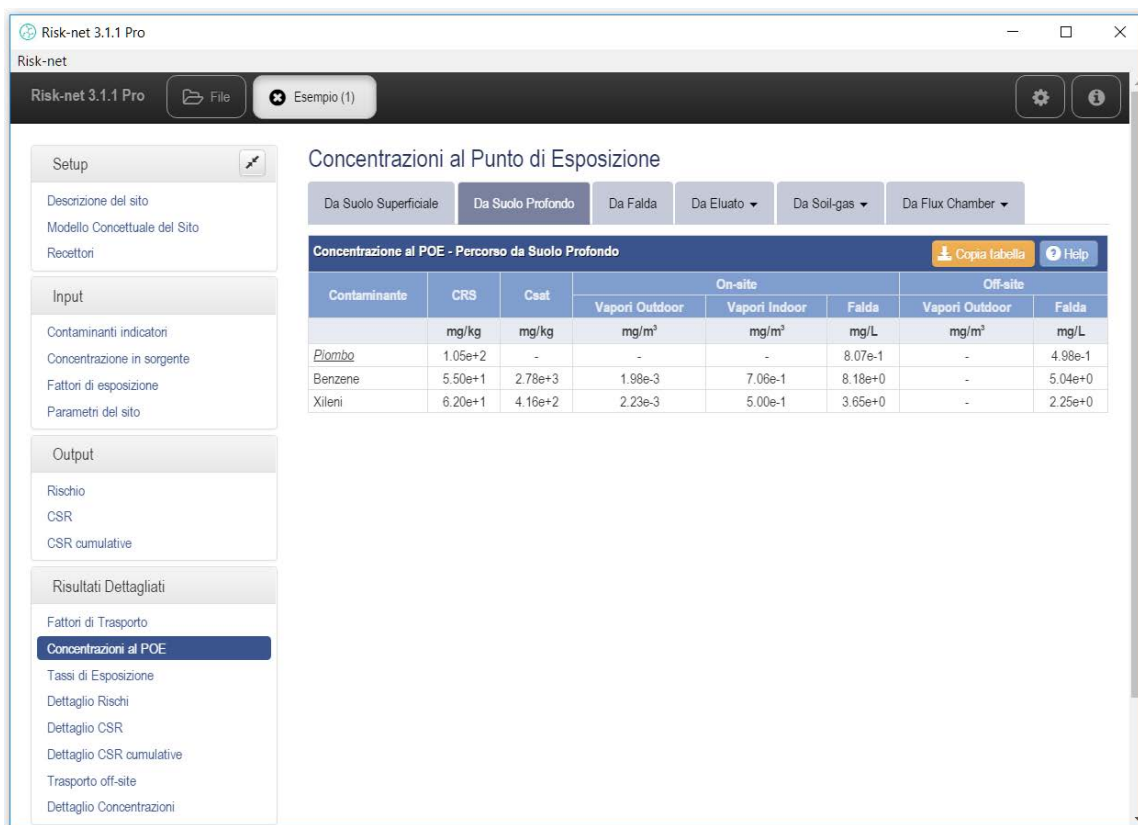 Risk-net 3.1.1 Pro
Risk-net
Risk-net 3.1.1 Pro File Esempio (1)
Setup
Descrizione del sito
Modello Concettuale del Sito
Recettori
Input
Contaminanti indicatori
Concentrazione in sorgente
Fattori di esposizione
Parametri del sito
Output
Rischio
CSR
CSR cumulative
Risultati Dettagliati
Fattori di Trasporto
Concentrazioni al POE
Tassi di Esposizione
Dettaglio Rischi
Dettaglio CSR
Dettaglio CSR cumulative
Trasporto off-site
Dettaglio Concentrazioni
Concentrazioni al Punto di Esposizione
Da Suolo Superficiale Da Suolo Profondo Da Falda Da Eluato Da Soil-gas Da Flux Chamber
Concentrazione al POE - Percorso da Suolo Profondo Copia tabella Help
Contaminante CRS Csat On-site Off-site
Vapori Outdoor Vapori Indoor Falda Vapori Outdoor Falda
mg/kg mg/kg mg/m³ mg/m³ mg/L mg/m³ mg/L
Piombo 1.05e+2 - - - 8.07e-1 - 4.98e-1
Benzene 5.50e+1 2.78e+3 1.98e-3 7.06e-1 8.18e+0 - 5.04e+0
Xileni 6.20e+1 4.16e+2 2.23e-3 5.00e-1 3.65e+0 - 2.25e+0